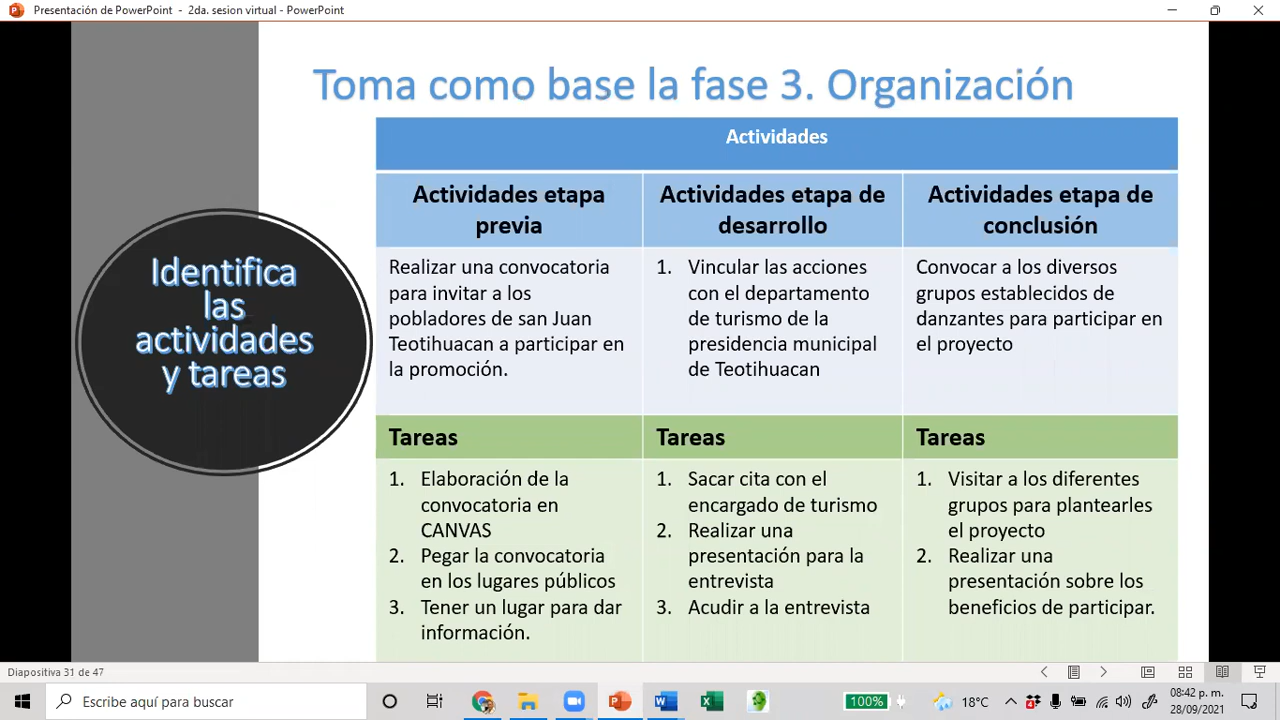 Presentación de PowerPoint - 2da. sesion virtual - PowerPoint
Toma como base la fase 3. Organización
Identifica
las
actividades
y tareas
Actividades
Actividades etapa
previa
Actividades etapa de
desarrollo
Actividades etapa de
conclusión
Realizar una convocatoria
para invitar a los
pobladores de san Juan
Teotihuacan a participar en
la promoción.
1. Vincular las acciones
con el departamento
de turismo de la
presidencia municipal
de Teotihuacan
Convocar a los diversos
grupos establecidos de
danzantes para participar en
el proyecto
Tareas
Tareas
Tareas
1. Elaboración de la
convocatoria en
CANVAS
2. Pegar la convocatoria
en los lugares públicos
3. Tener un lugar para dar
información.
1. Sacar cita con el
encargado de turismo
2. Realizar una
presentación para la
entrevista
3. Acudir a la entrevista
1. Visitar a los diferentes
grupos para plantearles
el proyecto
2. Realizar una
presentación sobre los
beneficios de participar.
Diapositiva 31 de 47
Escribe aquí para buscar
100%
18°C
4
08:42 p. m.
28/09/2021